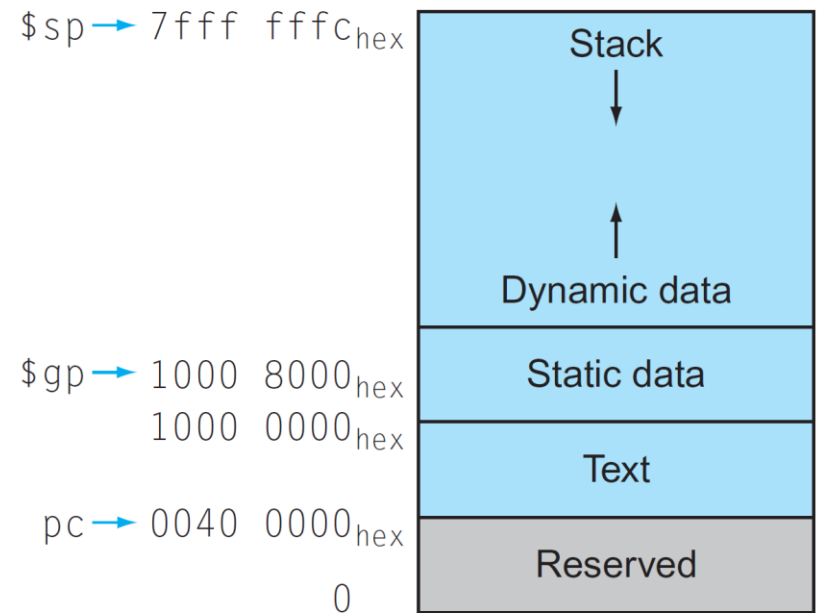 $sp → 7fff fffc hex
Stack
Dynamic data
$gp → 1000 8000 hex
Static data
1000 0000 hex
Text
pc → 0040 0000 hex
Reserved
0